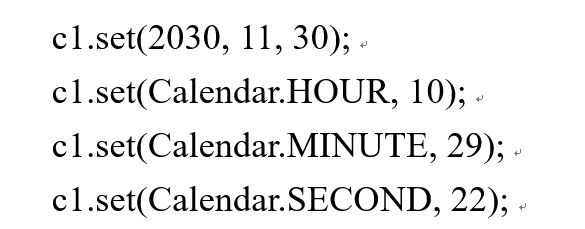 c1.set(2030, 11, 30);
c1.set(Calendar.HOUR, 10);
c1.set(Calendar.MINUTE, 29);
c1.set(Calendar.SECOND, 22);